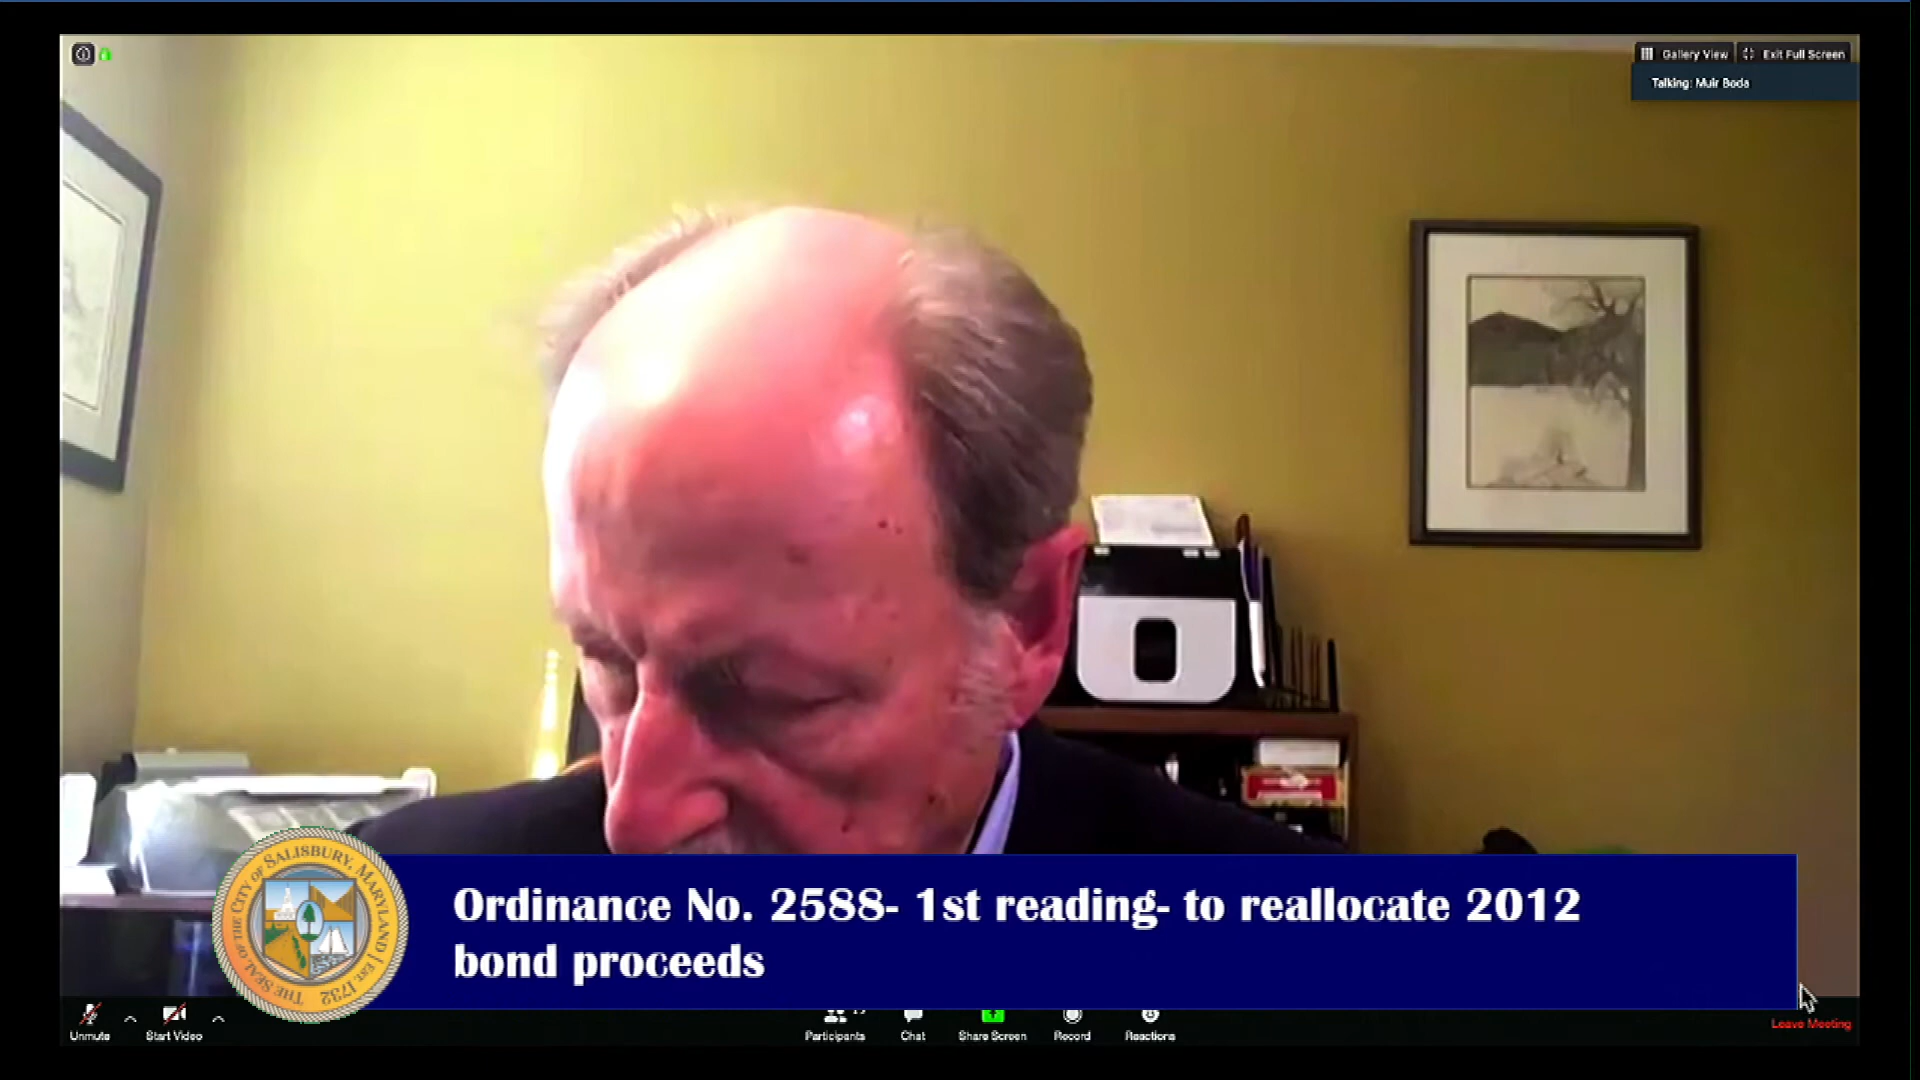 Gallery View
Exit Full Screen
Talking: Muir Boda
THE SEAL OF THE CITY OF SALISBURY, MARYLAND | EST. 1732
Ordinance No. 2588- 1st reading- to reallocate 2012
bond proceeds
Unmute
Start Video
Participants
Chat
Share Screen
Record
Reactions
Leave Meeting